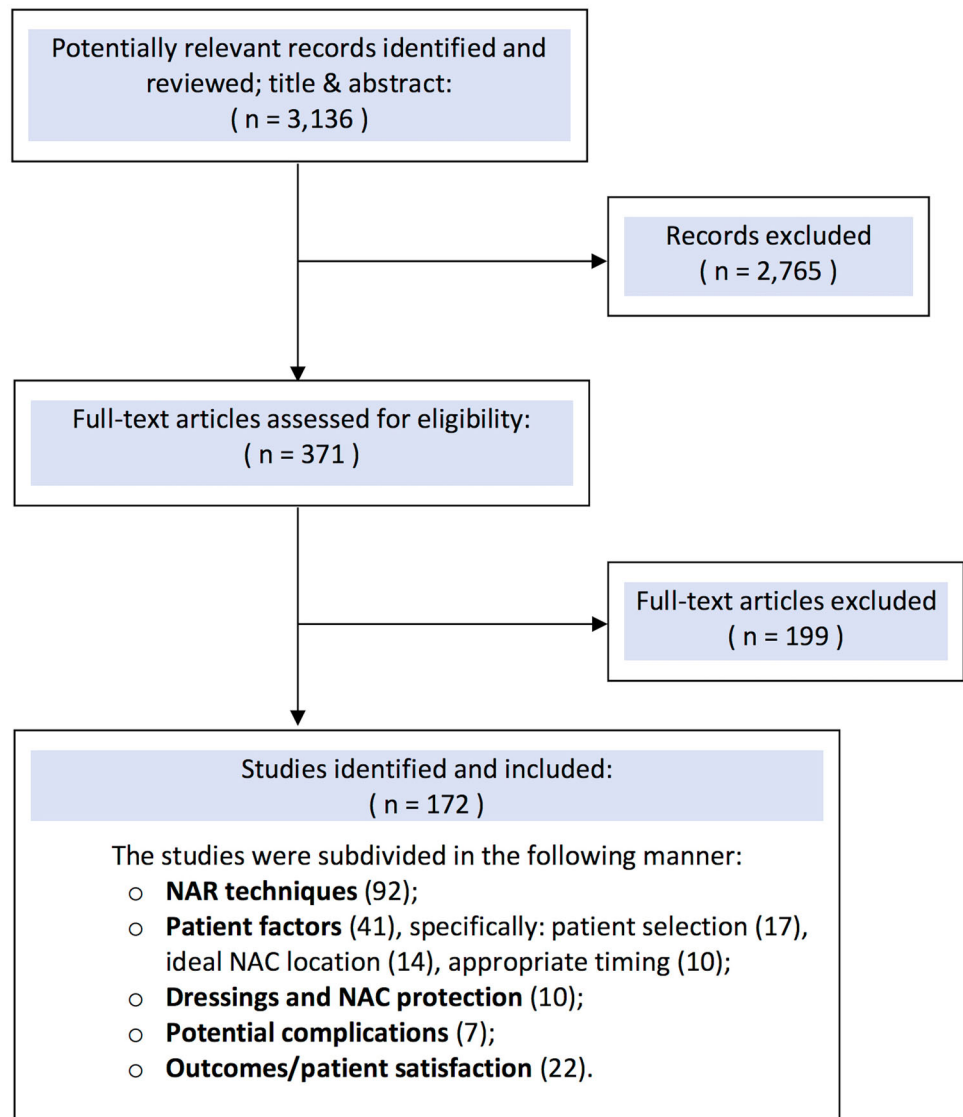 Potentially relevant records identified and
reviewed; title & abstract:
( n = 3,136 )
Records excluded
( n = 2,765 )
Full-text articles assessed for eligibility:
( n = 371 )
Full-text articles excluded
( n = 199 )
Studies identified and included:
( n = 172 )
The studies were subdivided in the following manner:
o NAR techniques (92);
o Patient factors (41), specifically: patient selection (17),
ideal NAC location (14), appropriate timing (10);
o Dressings and NAC protection (10);
o Potential complications (7);
o Outcomes/patient satisfaction (22).